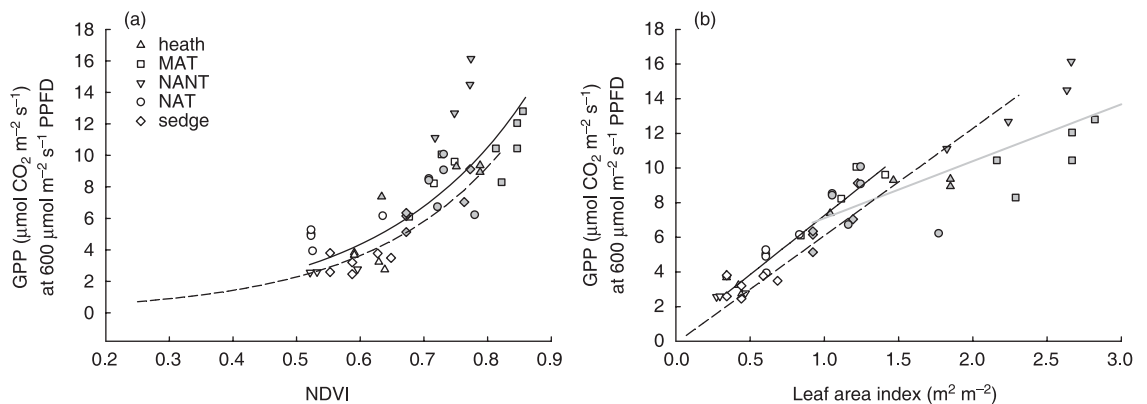 (a)
18
16
14
12
10
8
6
4
2
0
heath
MAT
NANT
NAT
sedge
GPP (μmol CO₂ m⁻² s⁻¹)
at 600 μmol m⁻² s⁻¹ PPFD
0.2 0.3 0.4 0.5 0.6 0.7 0.8 0.9
NDVI
(b)
18
16
14
12
10
8
6
4
2
0
GPP (μmol CO₂ m⁻² s⁻¹)
at 600 μmol m⁻² s⁻¹ PPFD
0.0 0.5 1.0 1.5 2.0 2.5 3.0
Leaf area index (m² m⁻²)